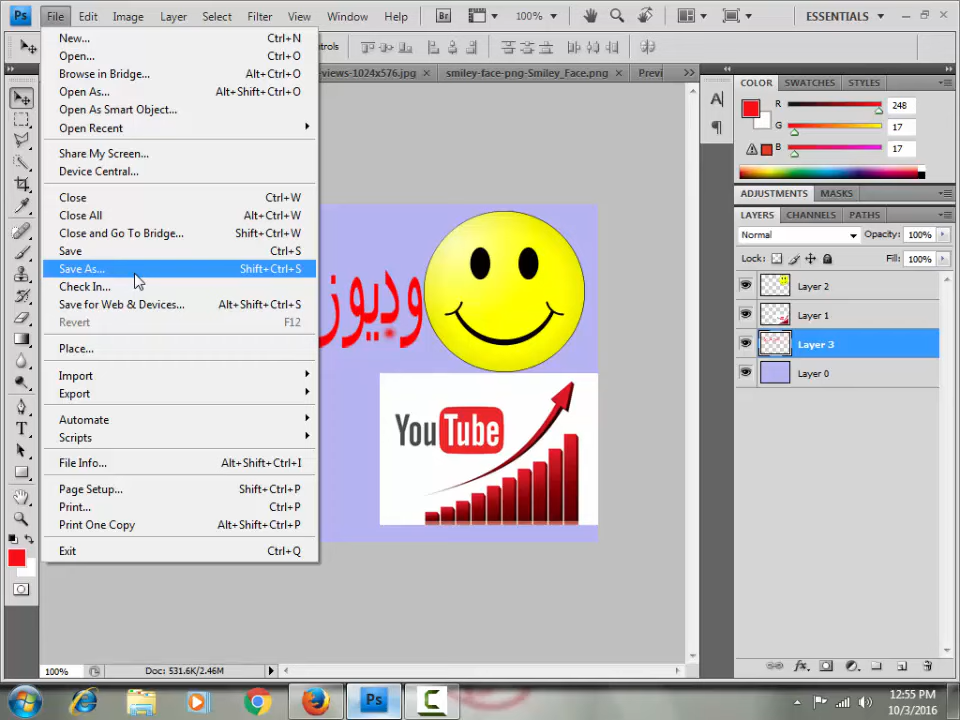 Ps File Edit Image Layer Select Filter View Window Help Br 100% ESSENTIALS
New... Ctrl+N
Open... Ctrl+O
Browse in Bridge... Alt+Ctrl+O
Open As... Alt+Shift+Ctrl+O
Open As Smart Object...
Open Recent
Share My Screen...
Device Central...
Close Ctrl+W
Close All Alt+Ctrl+W
Close and Go To Bridge... Shift+Ctrl+W
Save Ctrl+S
Save As... Shift+Ctrl+S
Check In...
Save for Web & Devices... Alt+Shift+Ctrl+S
Revert F12
Place...
Import
Export
Automate
Scripts
File Info... Alt+Shift+Ctrl+I
Page Setup... Shift+Ctrl+P
Print... Ctrl+P
Print One Copy Alt+Shift+Ctrl+P
Exit Ctrl+Q
views-1024x576.jpg smiley-face-png-Smiley_Face.png Previ
ویوز
YouTube
COLOR SWATCHES STYLES
R 248
G 17
B 17
ADJUSTMENTS MASKS
LAYERS CHANNELS PATHS
Normal Opacity: 100%
Lock: Fill: 100%
Layer 2
Layer 1
Layer 3
Layer 0
100% Doc: 531.6K/2.46M
Ps C
12:55 PM
10/3/2016